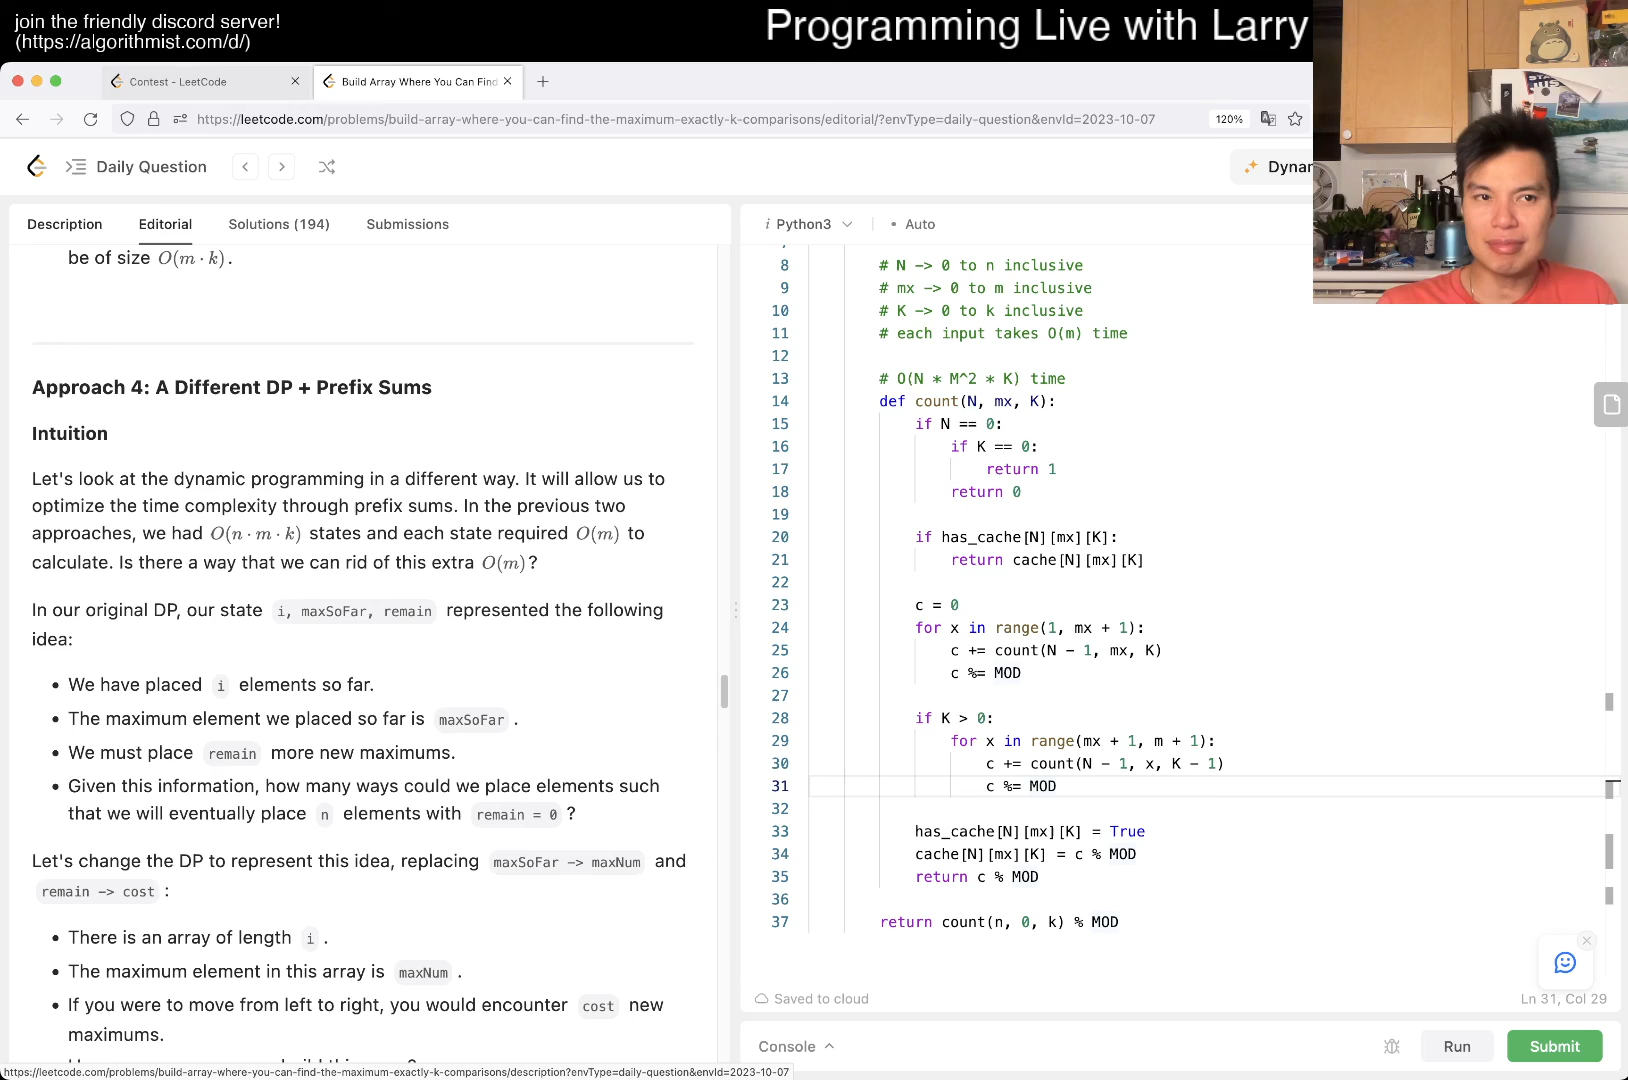 join the friendly discord server!
(https://algorithmist.com/d/)
Programming Live with Larry
Contest - LeetCode
Build Array Where You Can Find
https://leetcode.com/problems/build-array-where-you-can-find-the-maximum-exactly-k-comparisons/editorial/?envType=daily-question&envId=2023-10-07
120%
Daily Question
Dynar
Description
Editorial
Solutions (194)
Submissions
be of size O(m · k).
Approach 4: A Different DP + Prefix Sums
Intuition
Let's look at the dynamic programming in a different way. It will allow us to
optimize the time complexity through prefix sums. In the previous two
approaches, we had O(n · m · k) states and each state required O(m) to
calculate. Is there a way that we can rid of this extra O(m)?
In our original DP, our state i, maxSoFar, remain represented the following
idea:
• We have placed i elements so far.
• The maximum element we placed so far is maxSoFar .
• We must place remain more new maximums.
• Given this information, how many ways could we place elements such
that we will eventually place n elements with remain = 0 ?
Let's change the DP to represent this idea, replacing maxSoFar -> maxNum and
remain -> cost :
• There is an array of length i .
• The maximum element in this array is maxNum .
• If you were to move from left to right, you would encounter cost new
maximums.
https://leetcode.com/problems/build-array-where-you-can-find-the-maximum-exactly-k-comparisons/description?envType=daily-question&envId=2023-10-07
i Python3
• Auto
8 # N -> 0 to n inclusive
9 # mx -> 0 to m inclusive
10 # K -> 0 to k inclusive
11 # each input takes O(m) time
12
13 # O(N * M^2 * K) time
14 def count(N, mx, K):
15 if N == 0:
16 if K == 0:
17 return 1
18 return 0
19
20 if has_cache[N][mx][K]:
21 return cache[N][mx][K]
22
23 c = 0
24 for x in range(1, mx + 1):
25 c += count(N - 1, mx, K)
26 c %= MOD
27
28 if K > 0:
29 for x in range(mx + 1, m + 1):
30 c += count(N - 1, x, K - 1)
31 c %= MOD
32
33 has_cache[N][mx][K] = True
34 cache[N][mx][K] = c % MOD
35 return c % MOD
36
37 return count(n, 0, k) % MOD
Saved to cloud
Ln 31, Col 29
Console
Run
Submit